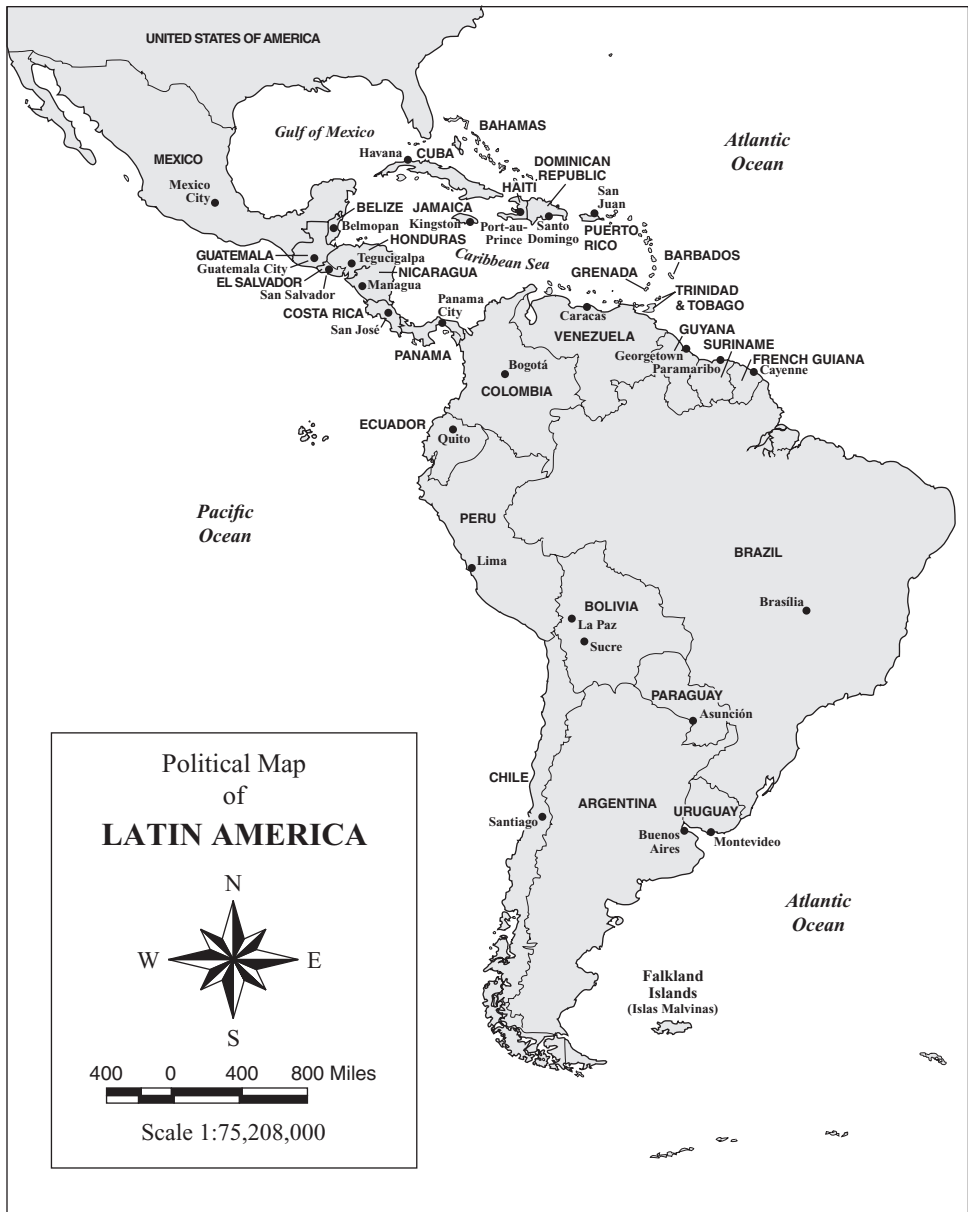 UNITED STATES OF AMERICA
Gulf of Mexico
BAHAMAS
Atlantic
Ocean
Havana
CUBA
MEXICO
Mexico
City
DOMINICAN
REPUBLIC
HAITI
San
Juan
BELIZE
JAMAICA
Belmopan
Kingston
Port-au-
Prince
Santo
Domingo
PUERTO
RICO
HONDURAS
GUATEMALA
Guatemala City
Tegucigalpa
Caribbean Sea
BARBADOS
EL SALVADOR
NICARAGUA
GRENADA
San Salvador
Managua
TRINIDAD
& TOBAGO
COSTA RICA
Panama
City
Caracas
San José
VENEZUELA
GUYANA
PANAMA
SURINAME
Georgetown
FRENCH GUIANA
Paramaribo
Cayenne
Bogotá
COLOMBIA
ECUADOR
Quito
Pacific
Ocean
PERU
BRAZIL
Lima
BOLIVIA
Brasília
La Paz
Sucre
PARAGUAY
Asunción
CHILE
ARGENTINA
URUGUAY
Santiago
Buenos
Aires
Montevideo
Atlantic
Ocean
Falkland
Islands
(Islas Malvinas)
Political Map
of
LATIN AMERICA
N
W E
S
400 0 400 800 Miles
Scale 1:75,208,000